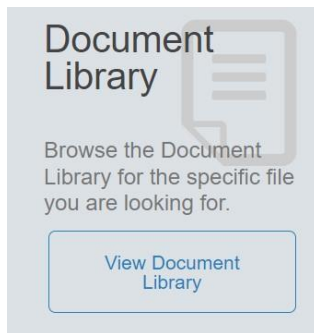 Document
Library
Browse the Document
Library for the specific file
you are looking for.
View Document
Library